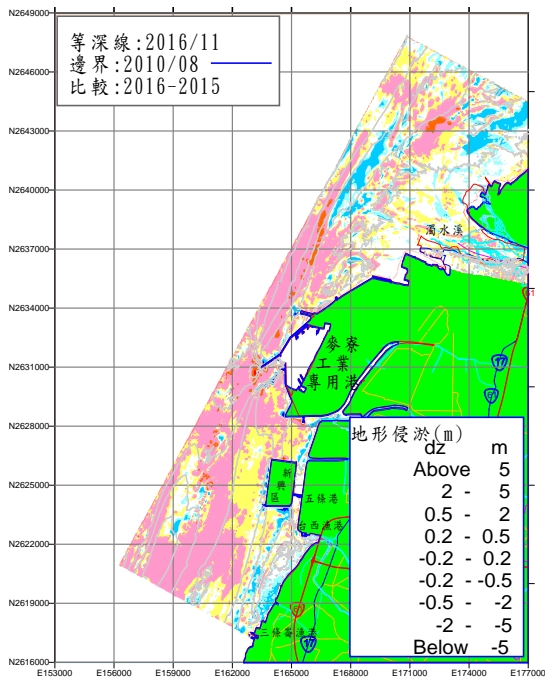 N2649000
等深線:2016/11
邊界:2010/08
比較:2016-2015
N2646000
N2643000
N2640000
N2637000
濁水溪
N2634000
麥寮
工業
專用港
N2631000
17
N2628000
地形侵淤(m)
dz m
Above 5
2 - 5
0.5 - 2
0.2 - 0.5
-0.2 - 0.2
-0.2 - -0.5
-0.5 - -2
-2 - -5
Below -5
新興區
N2625000
五條港
台西漁港
N2622000
N2619000
三條崙漁港
17
N2616000
E153000 E156000 E159000 E162000 E165000 E168000 E171000 E174000 E177000